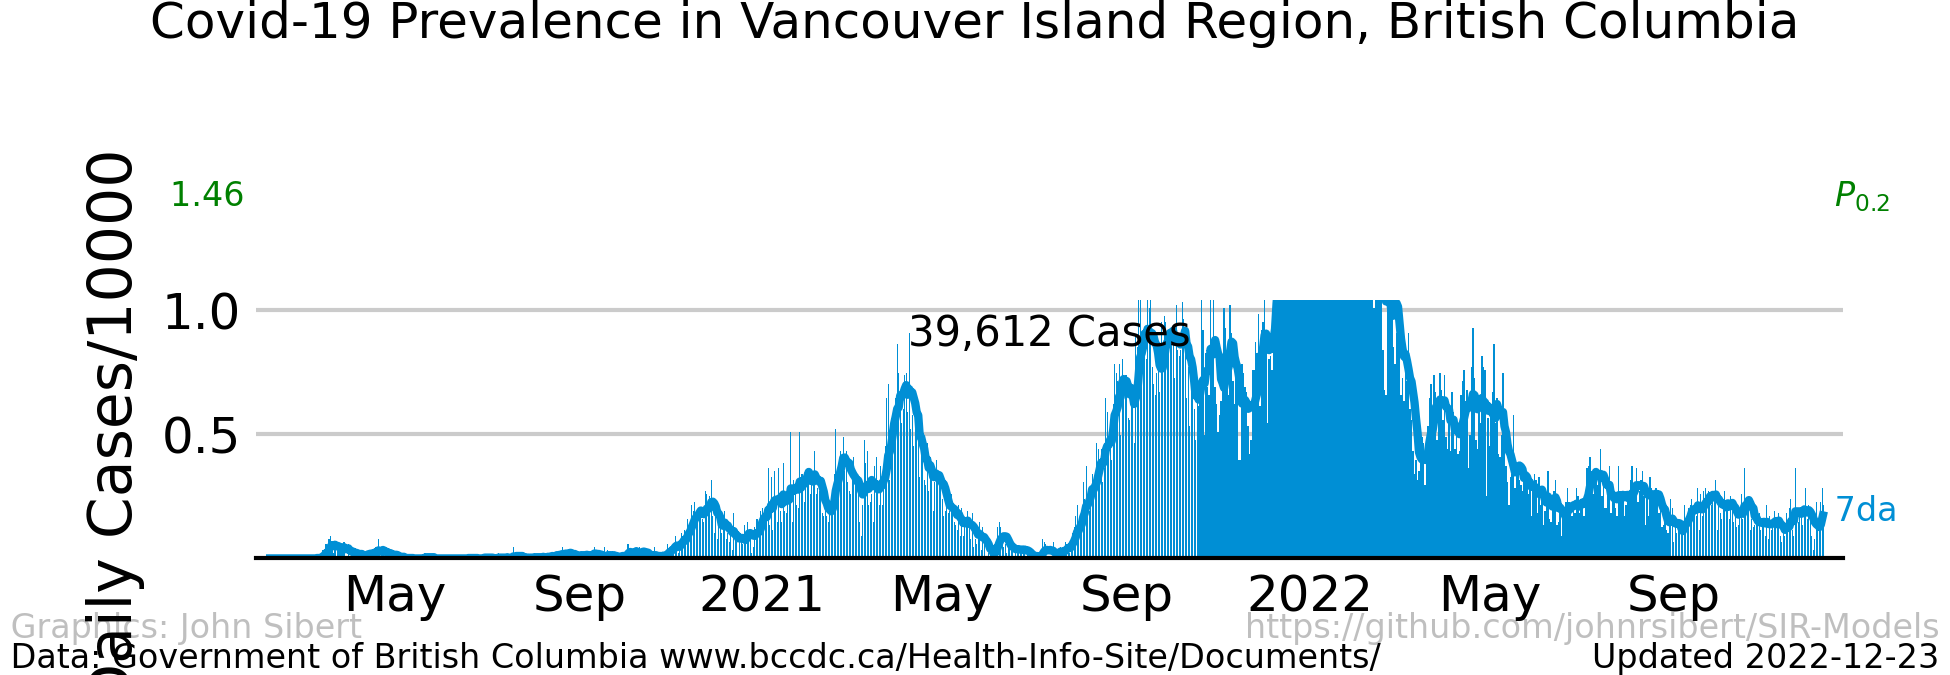 Covid-19 Prevalence in Vancouver Island Region, British Columbia
Daily Cases/10000
1.46
P0.2
1.0
39,612 Cases
0.5
7da
May Sep 2021 May Sep 2022 May Sep
Graphics: John Sibert
https://github.com/johnrsibert/SIR-Models
Data: Government of British Columbia www.bccdc.ca/Health-Info-Site/Documents/
Updated 2022-12-23